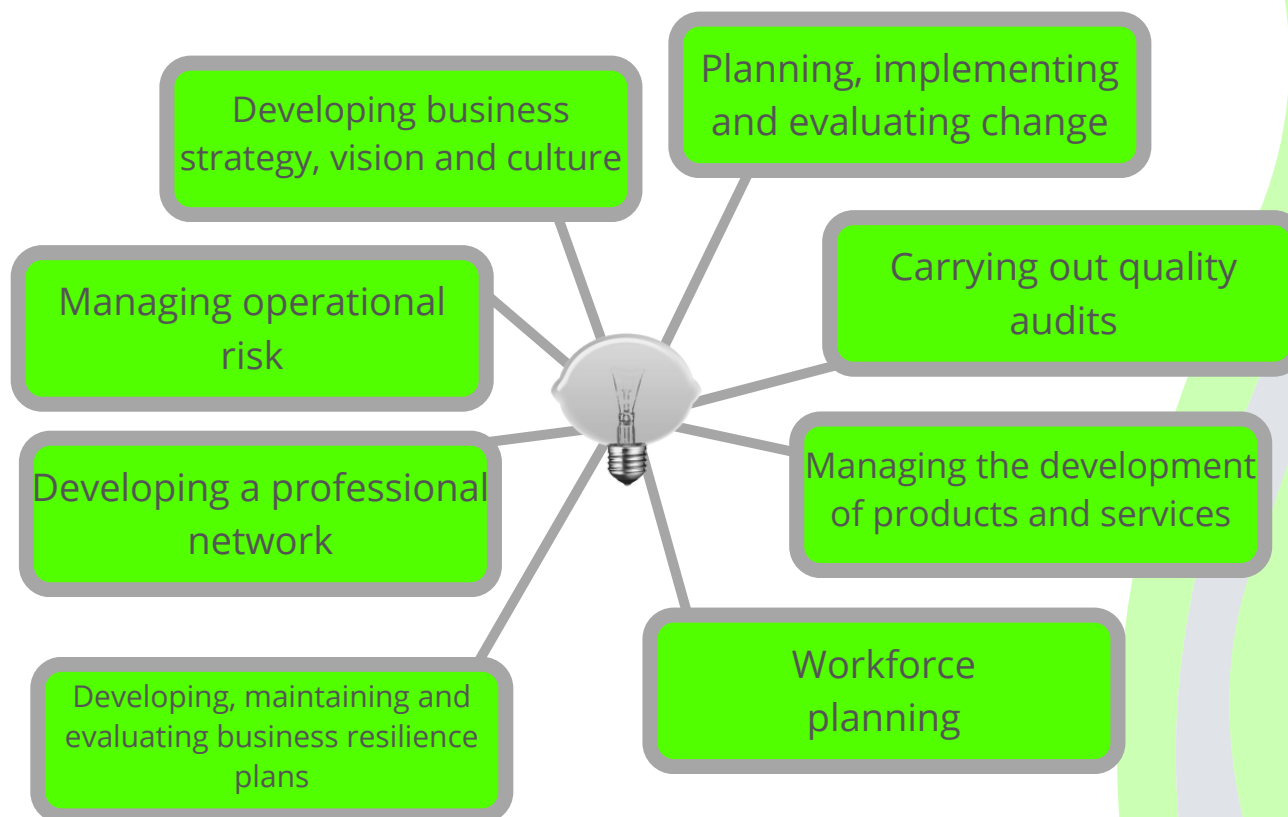 Developing business
strategy, vision and culture
Planning, implementing
and evaluating change
Managing operational
risk
Carrying out quality
audits
Developing a professional
network
Managing the development
of products and services
Developing, maintaining and
evaluating business resilience
plans
Workforce
planning